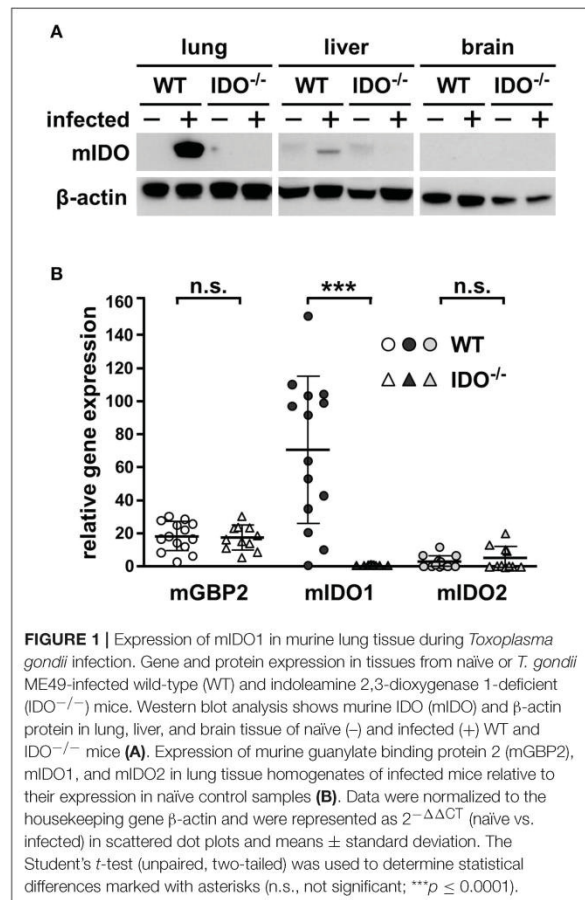 A
lung liver brain
WT IDO-/- WT IDO-/- WT IDO-/-
infected − + − + − + − + − + − +
mIDO
β-actin
B
n.s. *** n.s.
160
140
120
100
80
60
40
20
0
relative gene expression
WT
IDO-/-
mGBP2 mIDO1 mIDO2
FIGURE 1 | Expression of mIDO1 in murine lung tissue during Toxoplasma
gondii infection. Gene and protein expression in tissues from naïve or T. gondii
ME49-infected wild-type (WT) and indoleamine 2,3-dioxygenase 1-deficient
(IDO−/−) mice. Western blot analysis shows murine IDO (mIDO) and β-actin
protein in lung, liver, and brain tissue of naïve (–) and infected (+) WT and
IDO−/− mice (A). Expression of murine guanylate binding protein 2 (mGBP2),
mIDO1, and mIDO2 in lung tissue homogenates of infected mice relative to
their expression in naïve control samples (B). Data were normalized to the
housekeeping gene β-actin and were represented as 2−ΔΔCT (naïve vs.
infected) in scattered dot plots and means ± standard deviation. The
Student's t-test (unpaired, two-tailed) was used to determine statistical
differences marked with asterisks (n.s., not significant; ***p ≤ 0.0001).